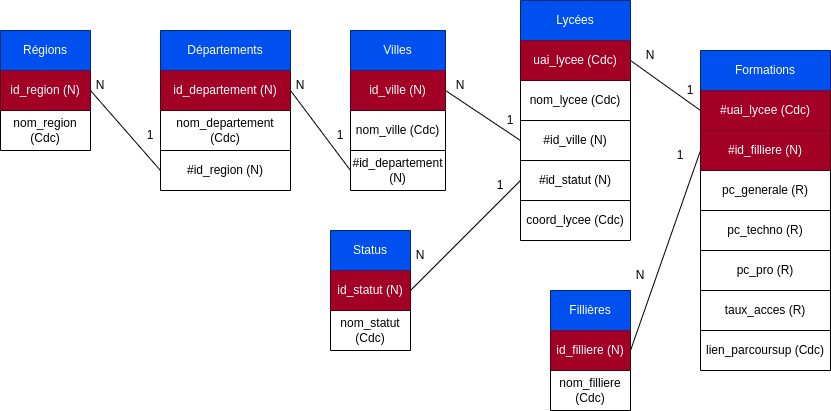 Régions
id_region (N)
nom_region
(Cdc)
N
1
Départements
id_departement (N)
nom_departement
(Cdc)
#id_region (N)
N
1
Villes
id_ville (N)
nom_ville (Cdc)
#id_departement
(N)
N
1
Lycées
uai_lycee (Cdc)
nom_lycee (Cdc)
#id_ville (N)
#id_statut (N)
coord_lycee (Cdc)
N
1
Formations
#uai_lycee (Cdc)
#id_filliere (N)
pc_generale (R)
pc_techno (R)
pc_pro (R)
taux_acces (R)
lien_parcoursup (Cdc)
Status
id_statut (N)
nom_statut
(Cdc)
N
1
Fillières
id_filliere (N)
nom_filliere
(Cdc)
N
1